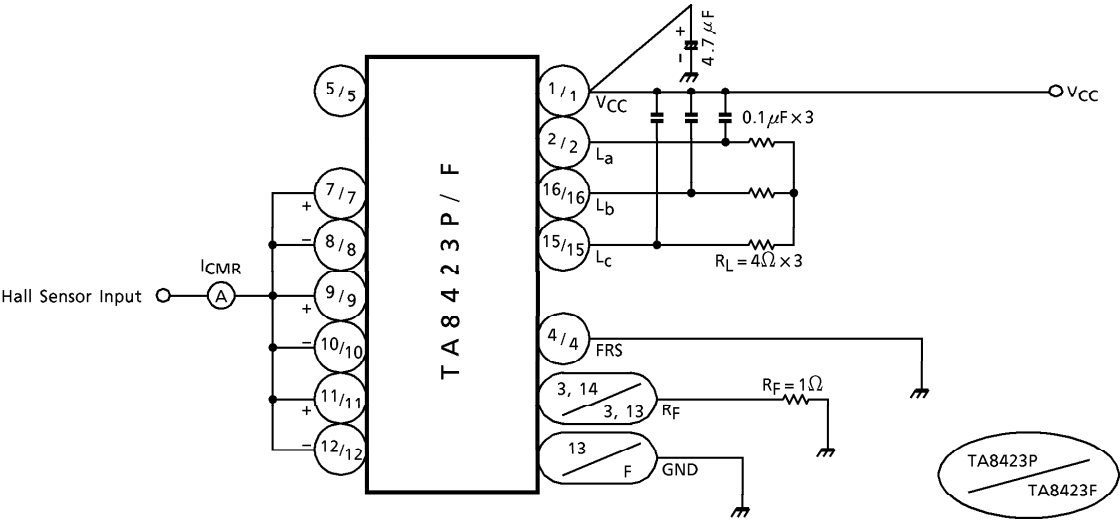 +
−
4.7μF
5/5
1/1
VCC
VCC
0.1μF×3
2/2
La
7/7
+
16/16
Lb
8/8
−
15/15
Lc
RL=4Ω×3
ICMR
Hall Sensor Input
A
9/9
+
TA8423P/F
10/10
−
4/4
FRS
11/11
+
3, 14
3, 13
RF
RF=1Ω
12/12
−
13
F
GND
TA8423P
TA8423F